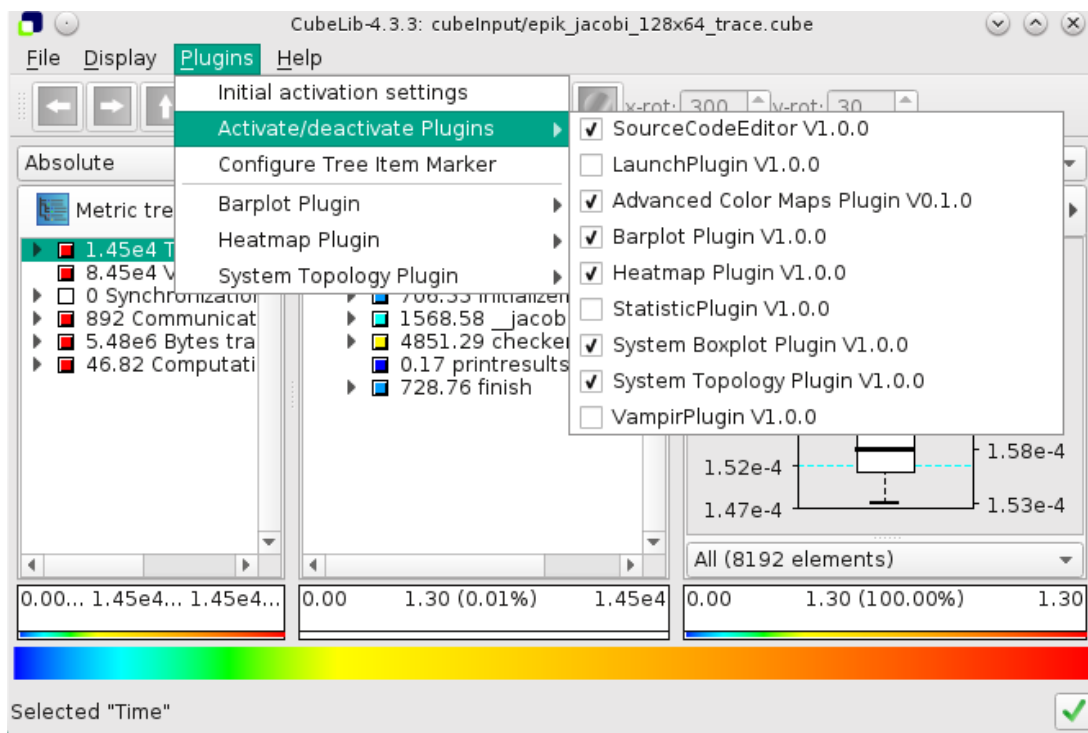 CubeLib-4.3.3: cubeInput/epik_jacobi_128x64_trace.cube
File Display Plugins Help
Initial activation settings
x-rot: 300 y-rot: 30
Activate/deactivate Plugins
SourceCodeEditor V1.0.0
Absolute
Configure Tree Item Marker
LaunchPlugin V1.0.0
Metric tre
Barplot Plugin
Advanced Color Maps Plugin V0.1.0
Heatmap Plugin
Barplot Plugin V1.0.0
System Topology Plugin
Heatmap Plugin V1.0.0
StatisticPlugin V1.0.0
System Boxplot Plugin V1.0.0
System Topology Plugin V1.0.0
VampirPlugin V1.0.0
1.45e4 T
8.45e4 V
0 Synchronization
892 Communicat
5.48e6 Bytes tra
46.82 Computati
706.55 initializem
1568.58 __jacob
4851.29 checker
0.17 printresults
728.76 finish
1.52e-4 1.58e-4
1.47e-4 1.53e-4
All (8192 elements)
0.00... 1.45e4... 1.45e4...
0.00 1.30 (0.01%) 1.45e4
0.00 1.30 (100.00%) 1.30
Selected "Time"